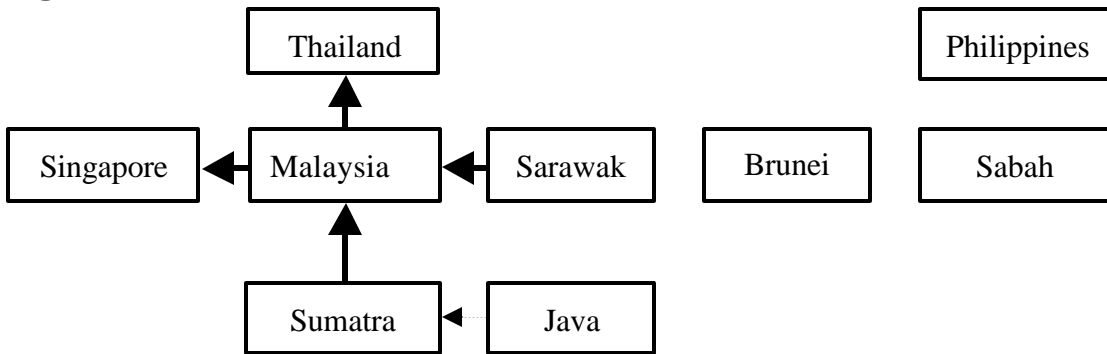 Thailand
Philippines
Singapore
Malaysia
Sarawak
Brunei
Sabah
Sumatra
Java